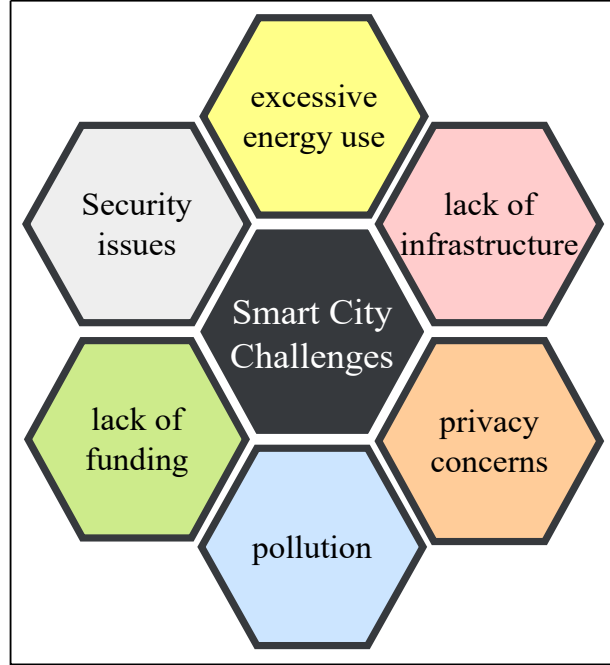 excessive
energy use
Security
issues
lack of
infrastructure
Smart City
Challenges
lack of
funding
privacy
concerns
pollution